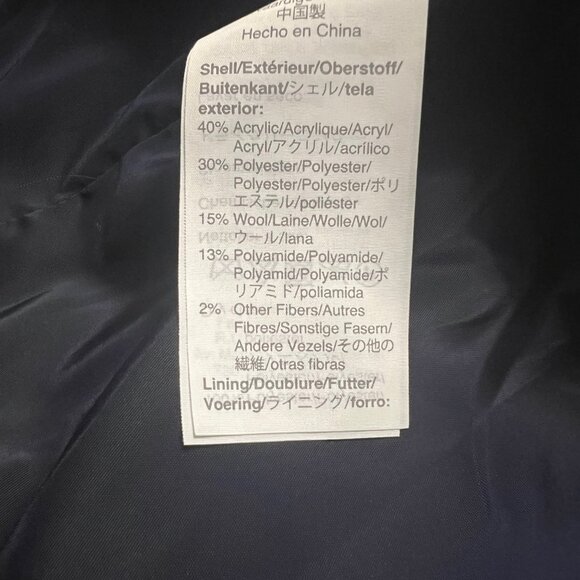 中国製
Hecho en China
Shell/Extérieur/Oberstoff/
Buitenkant/シェル/tela
exterior:
40% Acrylic/Acrylique/Acryl/
Acryl/アクリル/acrílico
30% Polyester/Polyester/
Polyester/Polyester/ポリ
エステル/poliéster
15% Wool/Laine/Wolle/Wol/
ウール/lana
13% Polyamide/Polyamide/
Polyamid/Polyamide/ポ
リアミド/poliamida
2% Other Fibers/Autres
Fibres/Sonstige Fasern/
Andere Vezels/その他の
繊維/otras fibras
Lining/Doublure/Futter/
Voering/ライニング/forro: